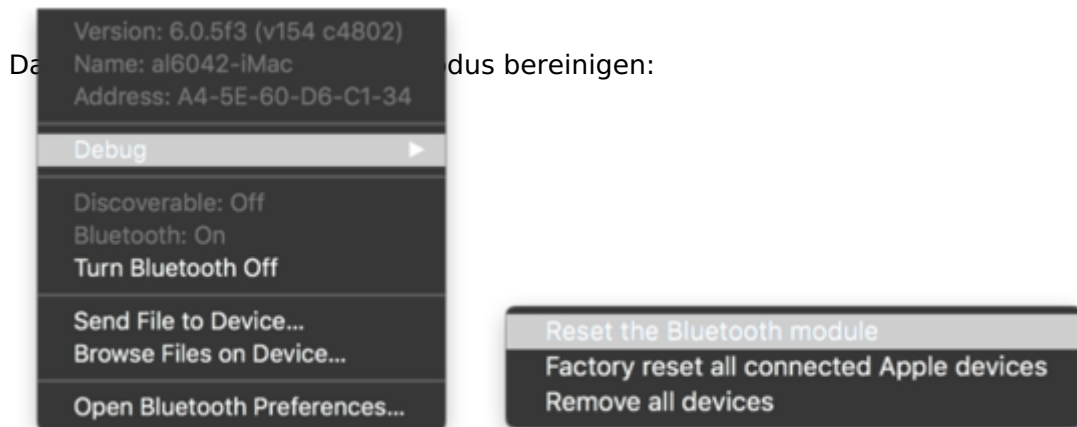 Version: 6.0.5f3 (v154 c4802)
Da
Name: al6042-iMac
dus bereinigen:
Address: A4-5E-60-D6-C1-34
Debug
Discoverable: Off
Bluetooth: On
Turn Bluetooth Off
Send File to Device...
Browse Files on Device...
Open Bluetooth Preferences...
Reset the Bluetooth module
Factory reset all connected Apple devices
Remove all devices